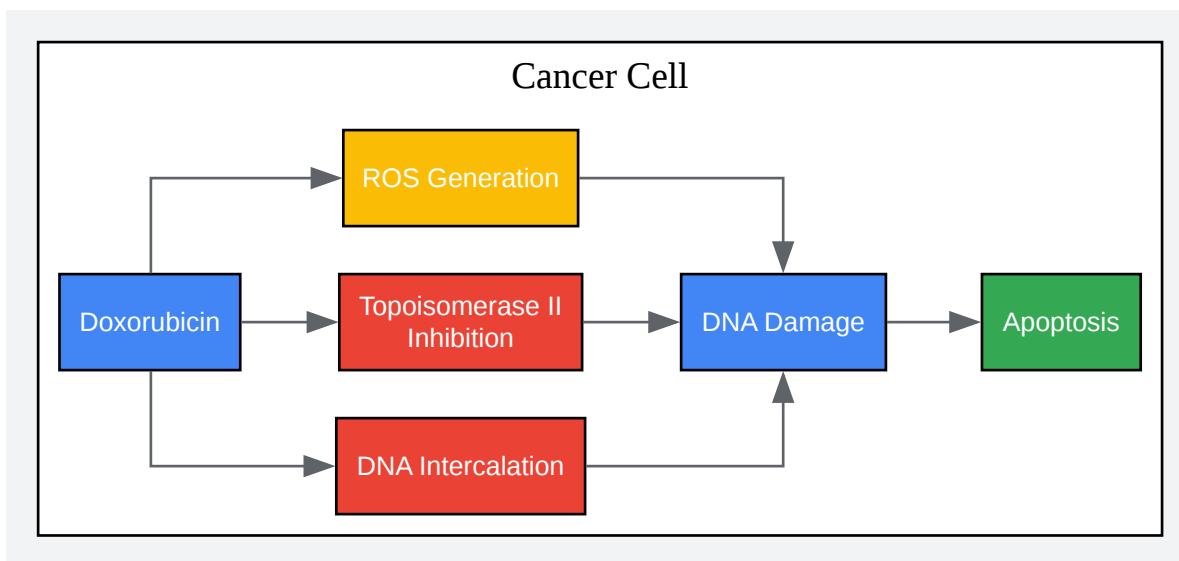 Cancer Cell
ROS Generation
Doxorubicin
Topoisomerase II
Inhibition
DNA Damage
Apoptosis
DNA Intercalation